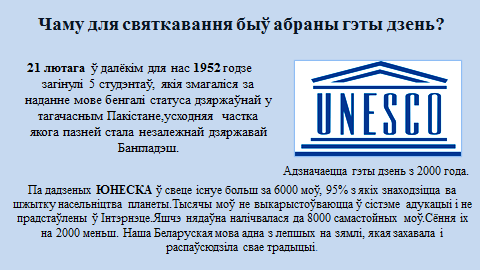 Чаму для святкавання быў абраны гэты дзень?
21 лютага ў далёкім для нас 1952 годзе
загінулі 5 студэнтаў, якія змагаліся за
наданне мове бенгалі статуса дзяржаўнай у
тагачасным Пакістане,усходняя частка
якога пазней стала незалежнай дзяржавай
Бангладэш.
UNESCO
Адзначаецца гэты дзень з 2000 года.
Па дадзеных ЮНЕСКА ў свеце існуе больш за 6000 моў, 95% з якіх знаходзіцца ва
ўжытку насельніцтва планеты.Тысячы моў не выкарыстоўваюцца ў сістэме адукацыі і не
прадстаўлены ў Інтэрнэце.Яшчэ нядаўна налічвалася да 8000 самастойных моў.Сёння іх
на 2000 меньш. Наша Беларуская мова адна з лепшых на зямлі, якая захавала і
распаўсюдзіла свае традыцыі.